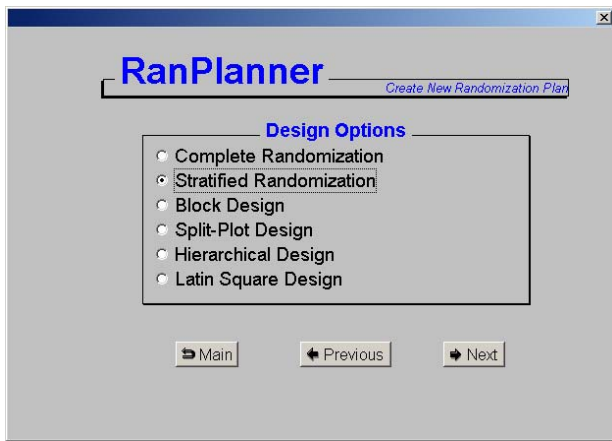 RanPlanner
Create New Randomization Plan
Design Options
Complete Randomization
Stratified Randomization
Block Design
Split-Plot Design
Hierarchical Design
Latin Square Design
Main
Previous
Next